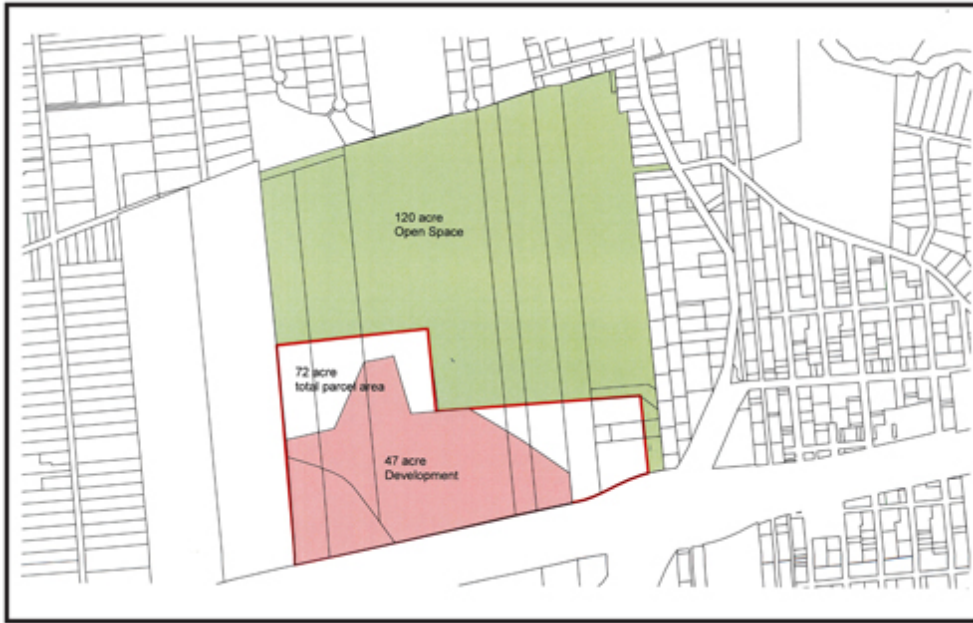 120 acre
Open Space
72 acre
total parcel area
47 acre
Development